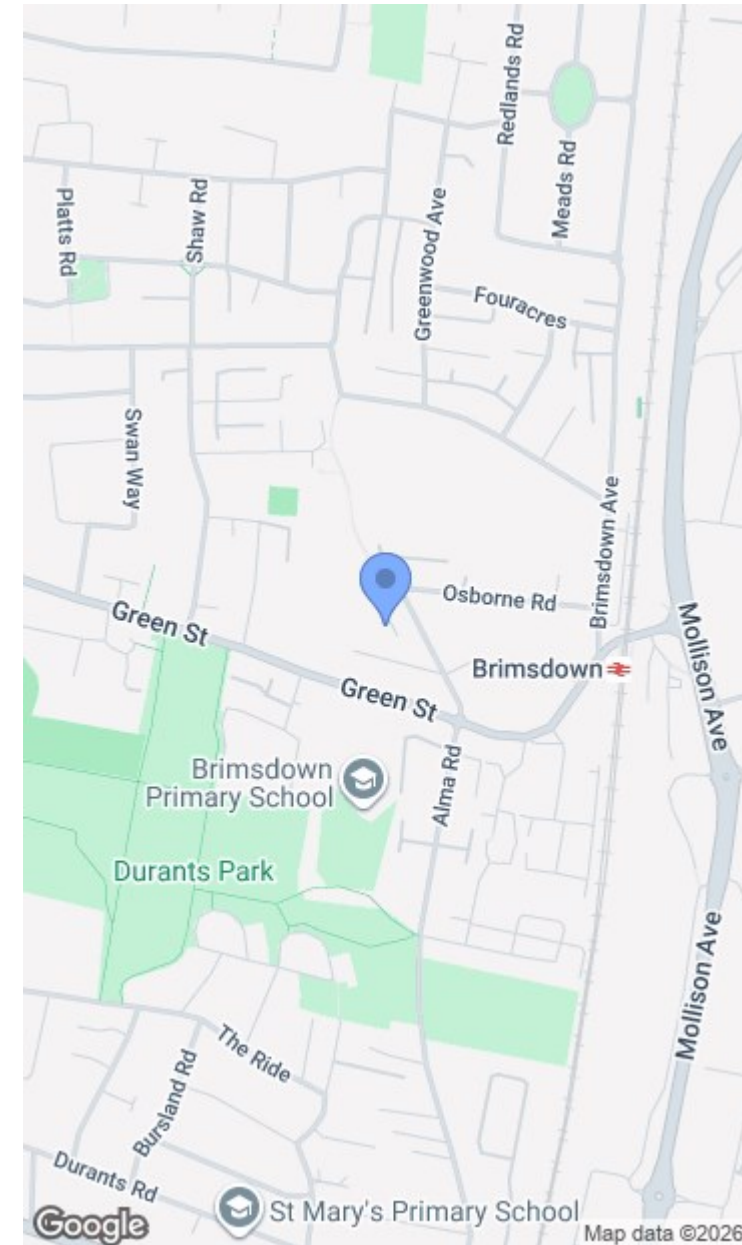 Redlands Rd
Meads Rd
Platts Rd
Shaw Rd
Greenwood Ave
Fouracres
Swan Way
Brimsdown Ave
Osborne Rd
Green St
Mollison Ave
Brimsdown
Green St
Alma Rd
Brimsdown
Primary School
Durants Park
Mollison Ave
The Ride
Bursland Rd
Durants Rd
St Mary's Primary School
Google
Map data ©2026